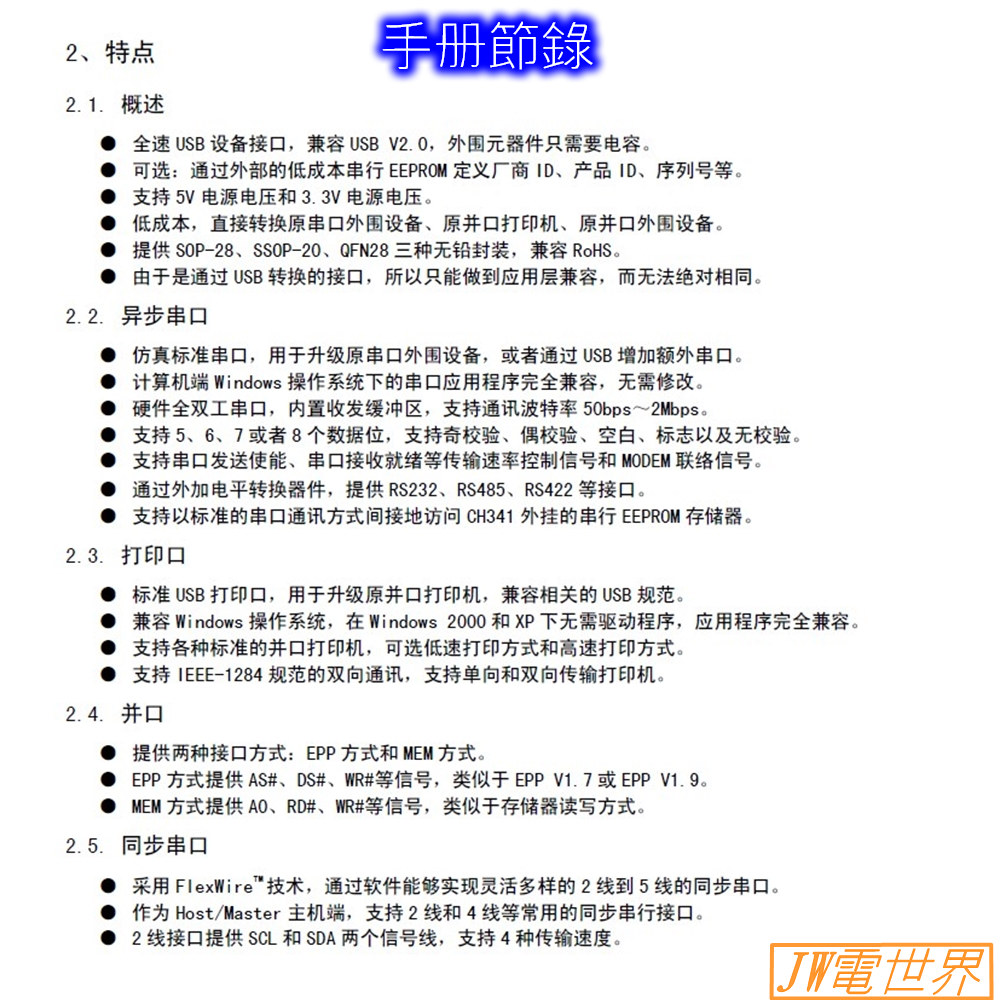 手册節錄
2、特点
2.1. 概述
● 全速 USB 设备接口，兼容 USB V2.0，外围元器件只需要电容。
● 可选：通过外部的低成本串行 EEPROM 定义厂商 ID、产品 ID、序列号等。
● 支持 5V 电源电压和 3.3V 电源电压。
● 低成本，直接转换原串口外围设备、原并口打印机、原并口外围设备。
● 提供 SOP-28、SSOP-20、QFN28 三种无铅封装，兼容 RoHS。
● 由于是通过 USB 转换的接口，所以只能做到应用层兼容，而无法绝对相同。
2.2. 异步串口
● 仿真标准串口，用于升级原串口外围设备，或者通过 USB 增加额外串口。
● 计算机端 Windows 操作系统下的串口应用程序完全兼容，无需修改。
● 硬件全双工串口，内置收发缓冲区，支持通讯波特率 50bps～2Mbps。
● 支持 5、6、7 或者 8 个数据位，支持奇校验、偶校验、空白、标志以及无校验。
● 支持串口发送使能、串口接收就绪等传输速率控制信号和 MODEM 联络信号。
● 通过外加电平转换器件，提供 RS232、RS485、RS422 等接口。
● 支持以标准的串口通讯方式间接地访问 CH341 外挂的串行 EEPROM 存储器。
2.3. 打印口
● 标准 USB 打印口，用于升级原并口打印机，兼容相关的 USB 规范。
● 兼容 Windows 操作系统，在 Windows 2000 和 XP 下无需驱动程序，应用程序完全兼容。
● 支持各种标准的并口打印机，可选低速打印方式和高速打印方式。
● 支持 IEEE-1284 规范的双向通讯，支持单向和双向传输打印机。
2.4. 并口
● 提供两种接口方式：EPP 方式和 MEM 方式。
● EPP 方式提供 AS#、DS#、WR#等信号，类似于 EPP V1.7 或 EPP V1.9。
● MEM 方式提供 A0、RD#、WR#等信号，类似于存储器读写方式。
2.5. 同步串口
● 采用 FlexWire™技术，通过软件能够实现灵活多样的 2 线到 5 线的同步串口。
● 作为 Host/Master 主机端，支持 2 线和 4 线等常用的同步串行接口。
● 2 线接口提供 SCL 和 SDA 两个信号线，支持 4 种传输速度。
JW電世界